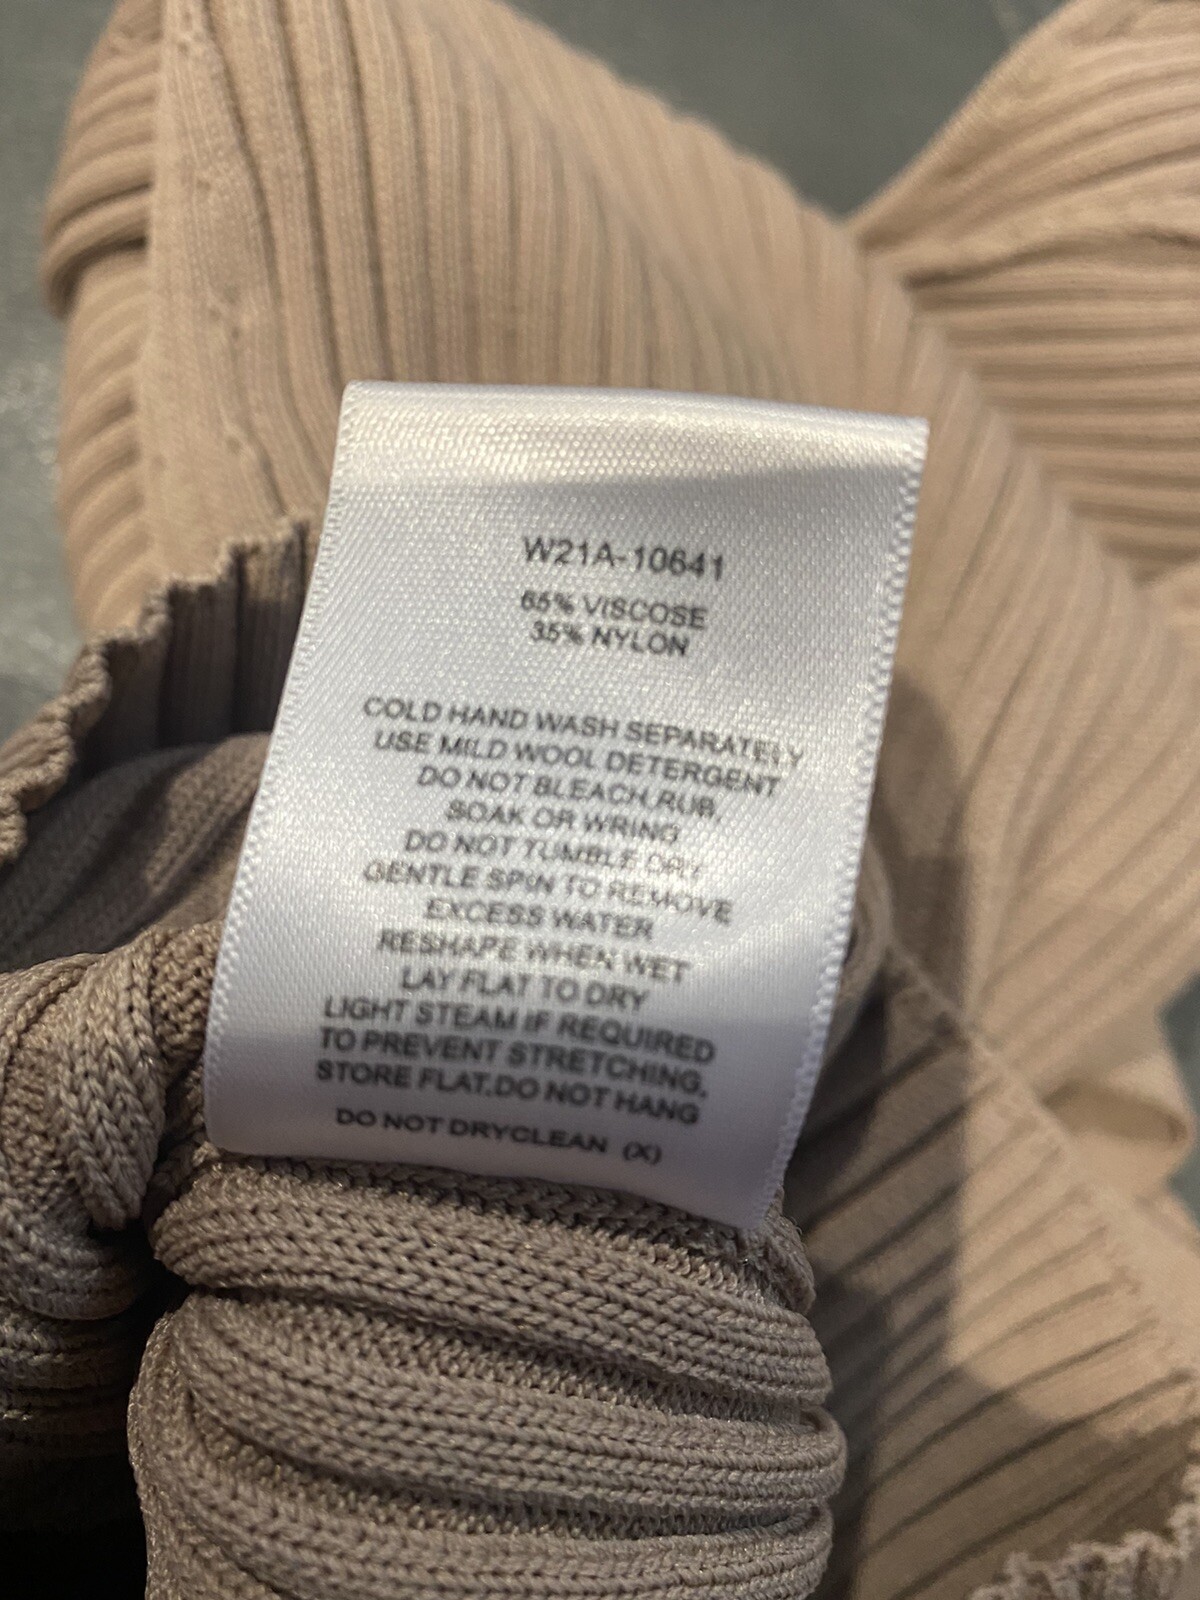 W21A-10641
65% VISCOSE
35% NYLON
COLD HAND WASH SEPARATELY
USE MILD WOOL DETERGENT
DO NOT BLEACH,RUB,
SOAK OR WRING
DO NOT TUMBLE DRY
GENTLE SPIN TO REMOVE
EXCESS WATER
RESHAPE WHEN WET
LAY FLAT TO DRY
LIGHT STEAM IF REQUIRED
TO PREVENT STRETCHING,
STORE FLAT.DO NOT HANG
DO NOT DRYCLEAN (X)